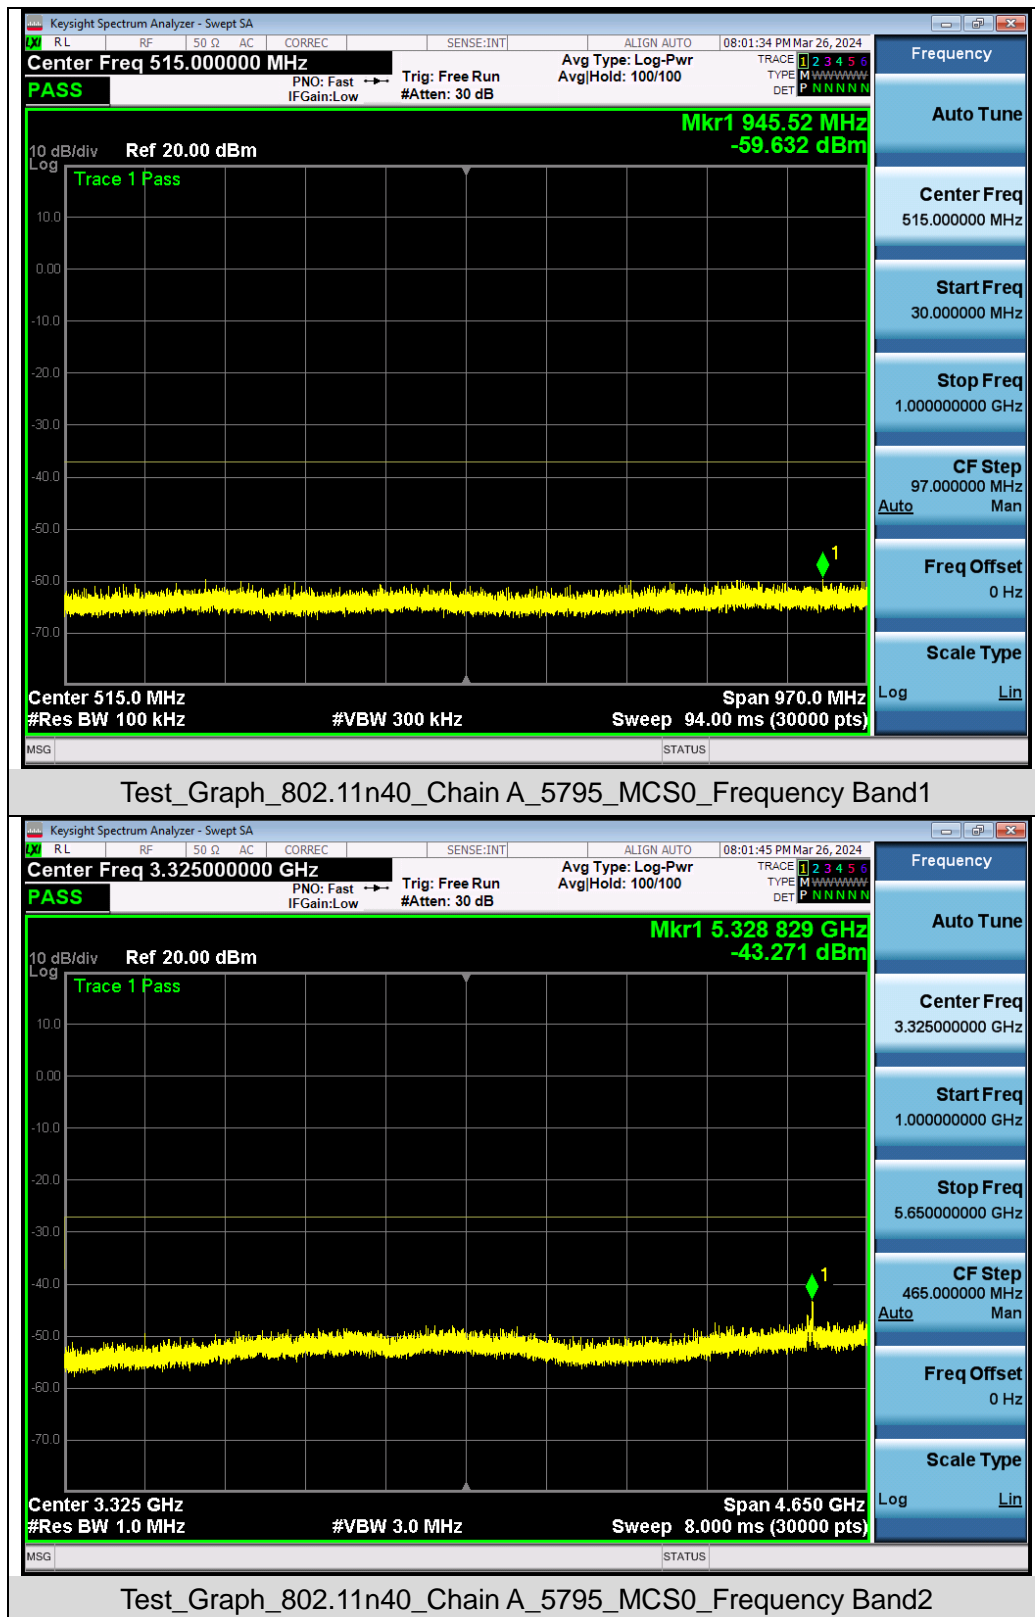 Keysight Spectrum Analyzer - Swept SA
LXI RL RF 50 Ω AC CORREC SENSE:INT ALIGN AUTO 08:01:34 PM Mar 26, 2024
Center Freq 515.000000 MHz
PASS
PNO: Fast
IFGain:Low
Trig: Free Run
#Atten: 30 dB
Avg Type: Log-Pwr
Avg|Hold: 100/100
TRACE 1 2 3 4 5 6
TYPE M WWWWW
DET P N N N N N
Mkr1 945.52 MHz
-59.632 dBm
10 dB/div Ref 20.00 dBm
Log
Trace 1 Pass
10.0
0.00
-10.0
-20.0
-30.0
-40.0
-50.0
-60.0
-70.0
1
Center 515.0 MHz Span 970.0 MHz
#Res BW 100 kHz #VBW 300 kHz Sweep 94.00 ms (30000 pts)
MSG STATUS
Frequency
Auto Tune
Center Freq
515.000000 MHz
Start Freq
30.000000 MHz
Stop Freq
1.000000000 GHz
CF Step
97.000000 MHz
Auto Man
Freq Offset
0 Hz
Scale Type
Log Lin
Test_Graph_802.11n40_Chain A_5795_MCS0_Frequency Band1
Keysight Spectrum Analyzer - Swept SA
LXI RL RF 50 Ω AC CORREC SENSE:INT ALIGN AUTO 08:01:45 PM Mar 26, 2024
Center Freq 3.325000000 GHz
PASS
PNO: Fast
IFGain:Low
Trig: Free Run
#Atten: 30 dB
Avg Type: Log-Pwr
Avg|Hold: 100/100
TRACE 1 2 3 4 5 6
TYPE M WWWWW
DET P N N N N N
Mkr1 5.328 829 GHz
-43.271 dBm
10 dB/div Ref 20.00 dBm
Log
Trace 1 Pass
10.0
0.00
-10.0
-20.0
-30.0
-40.0
-50.0
-60.0
-70.0
1
Center 3.325 GHz Span 4.650 GHz
#Res BW 1.0 MHz #VBW 3.0 MHz Sweep 8.000 ms (30000 pts)
MSG STATUS
Frequency
Auto Tune
Center Freq
3.325000000 GHz
Start Freq
1.000000000 GHz
Stop Freq
5.650000000 GHz
CF Step
465.000000 MHz
Auto Man
Freq Offset
0 Hz
Scale Type
Log Lin
Test_Graph_802.11n40_Chain A_5795_MCS0_Frequency Band2